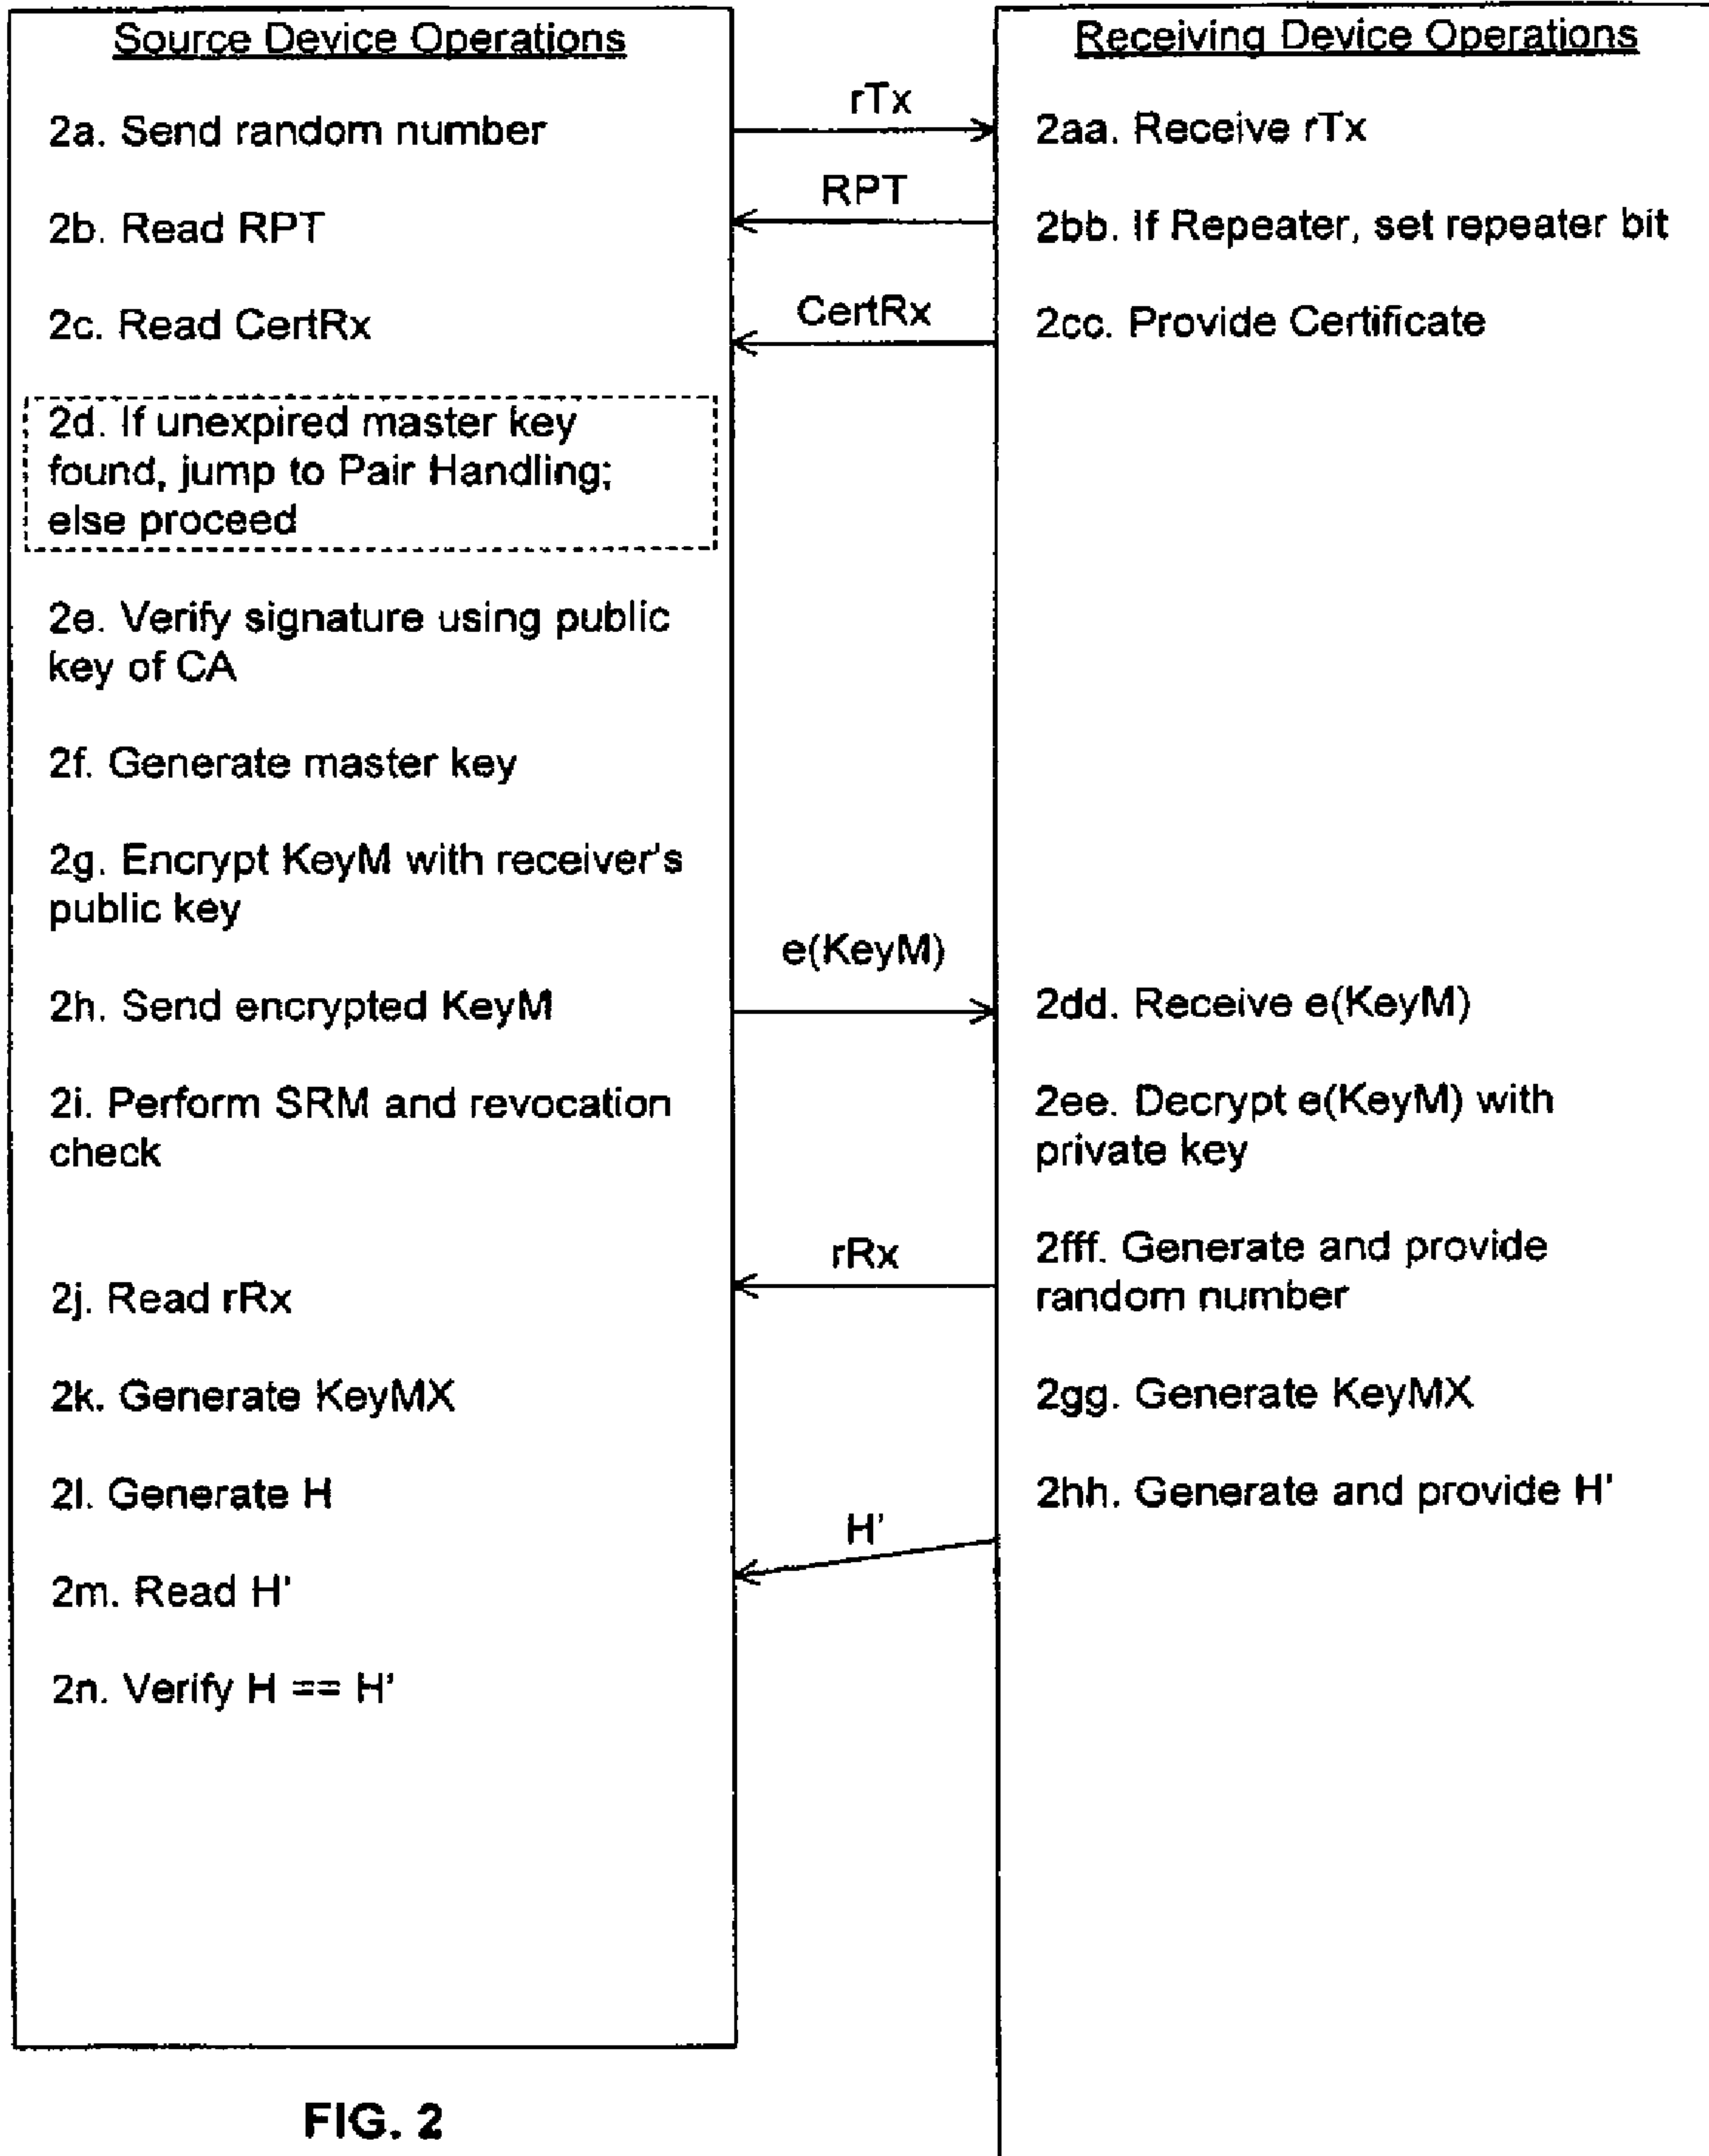 Source Device Operations
2a. Send random number
2b. Read RPT
2c. Read CertRx
2d. If unexpired master key
found, jump to Pair Handling;
else proceed
2e. Verify signature using public
key of CA
2f. Generate master key
2g. Encrypt KeyM with receiver's
public key
2h. Send encrypted KeyM
2i. Perform SRM and revocation
check
2j. Read rRx
2k. Generate KeyMX
2l. Generate H
2m. Read H'
2n. Verify H == H'
rTx
RPT
CertRx
e(KeyM)
rRx
H'
Receiving Device Operations
2aa. Receive rTx
2bb. If Repeater, set repeater bit
2cc. Provide Certificate
2dd. Receive e(KeyM)
2ee. Decrypt e(KeyM) with
private key
2fff. Generate and provide
random number
2gg. Generate KeyMX
2hh. Generate and provide H'
FIG. 2